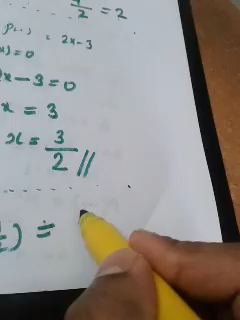 /2 = 2
= 2x-3
)=0
x-3=0
x = 3
x = 3/2 //
) =